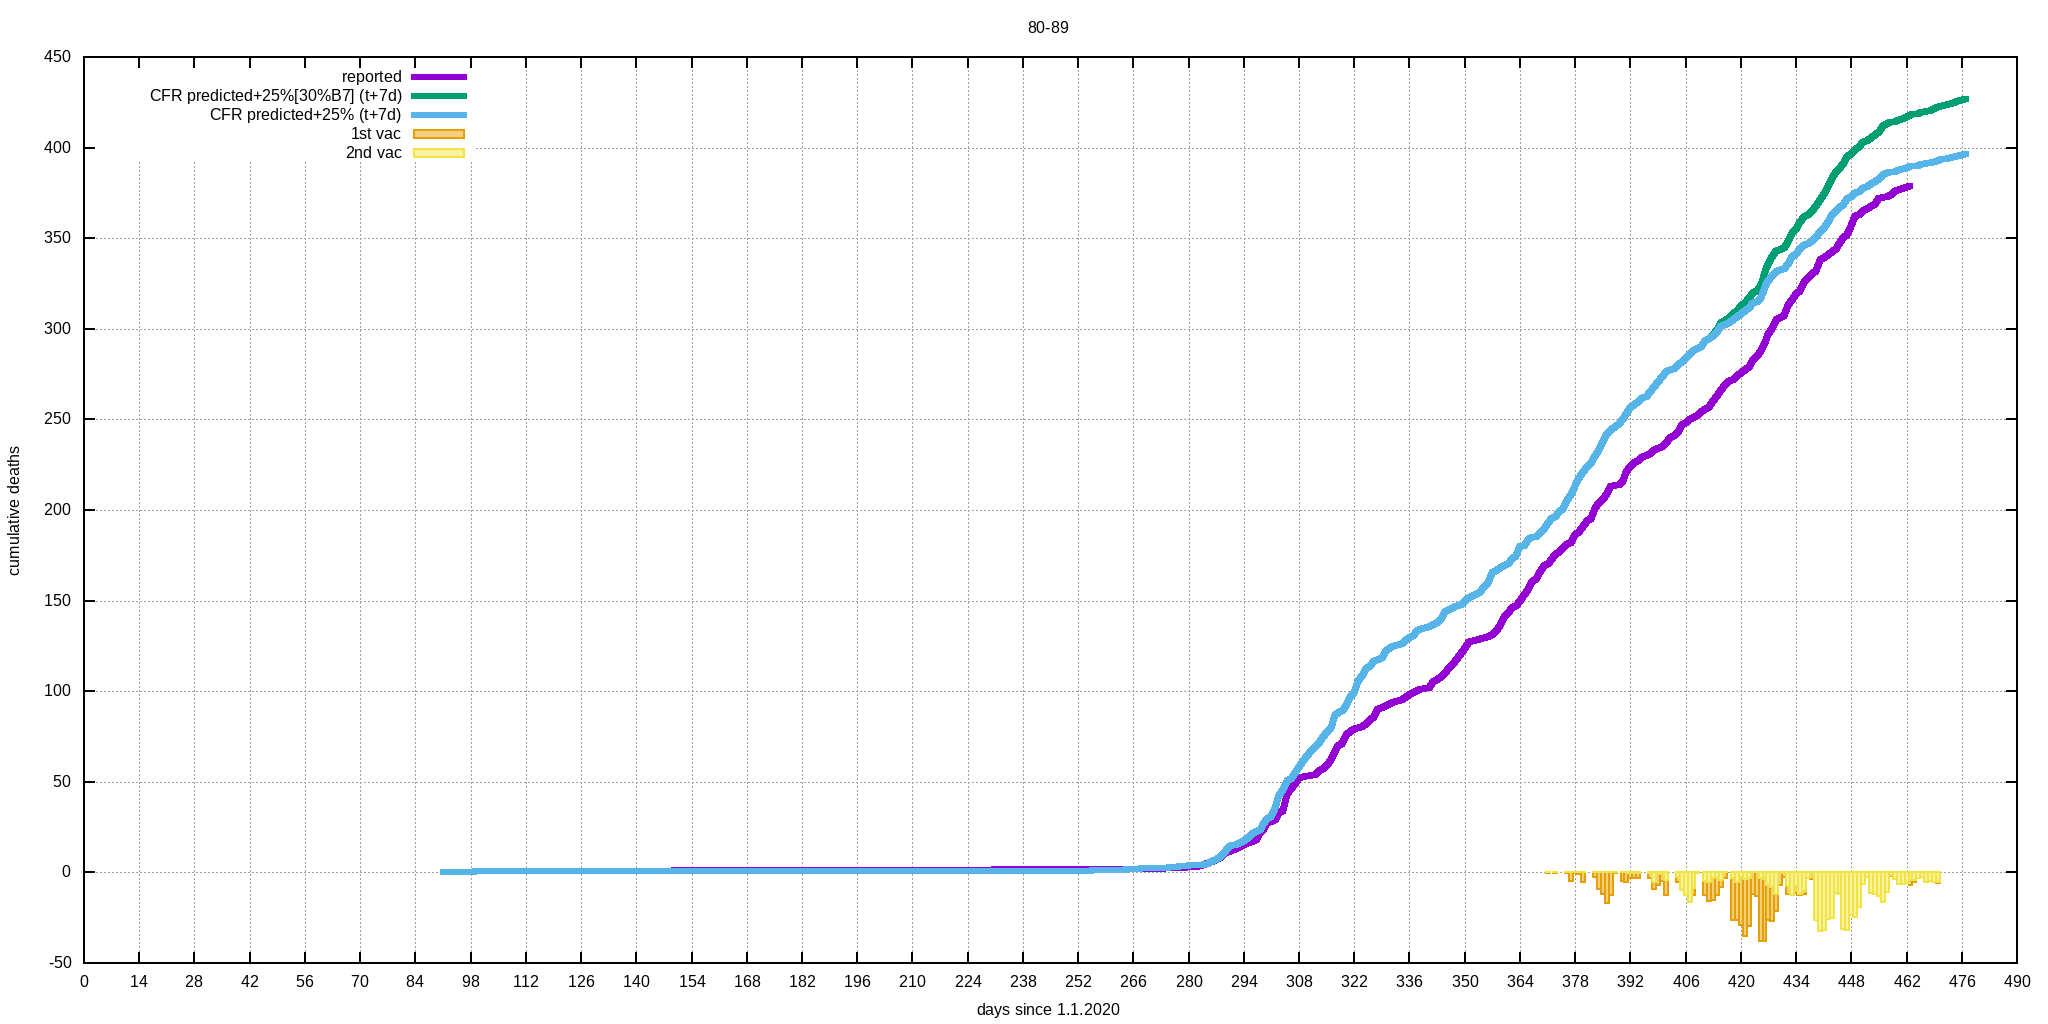 80-89
450
400
350
300
250
200
150
100
50
0
-50
cumulative deaths
reported
CFR predicted+25%[30%B7] (t+7d)
CFR predicted+25% (t+7d)
1st vac
2nd vac
0 14 28 42 56 70 84 98 112 126 140 154 168 182 196 210 224 238 252 266 280 294 308 322 336 350 364 378 392 406 420 434 448 462 476 490
days since 1.1.2020